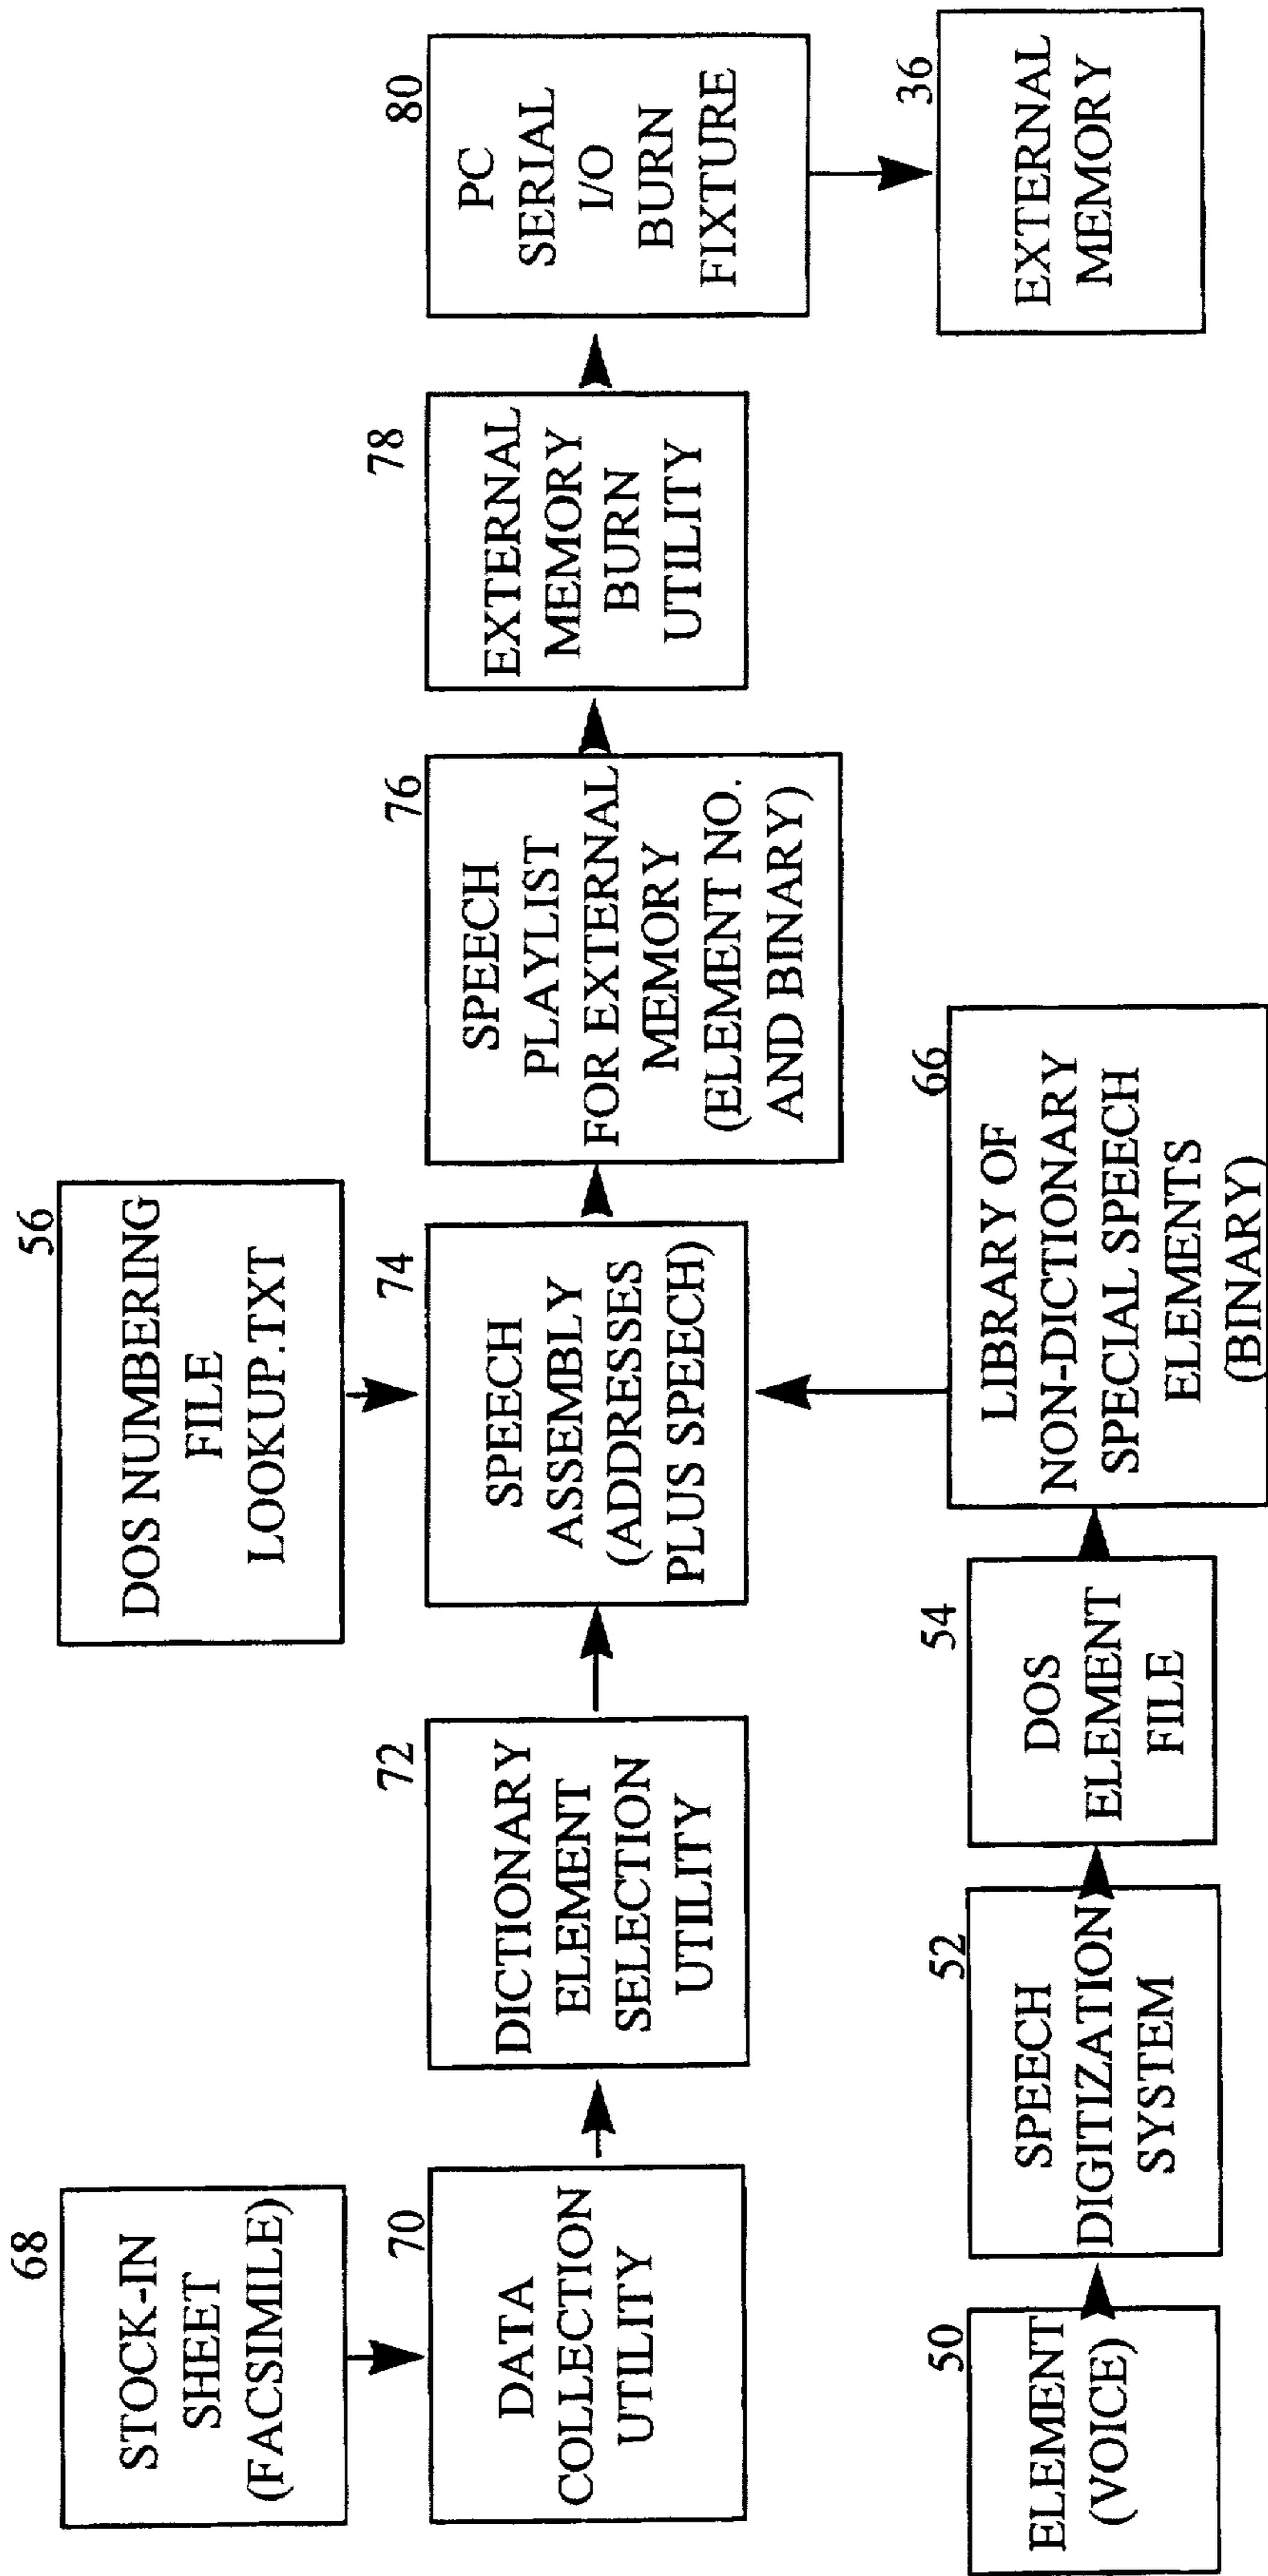 68
STOCK-IN
SHEET
(FACSIMILE)
56
DOS NUMBERING
FILE
LOOKUP.TXT
70
DATA
COLLECTION
UTILITY
72
DICTIONARY
ELEMENT
SELECTION
UTILITY
74
SPEECH
ASSEMBLY
(ADDRESSES
PLUS SPEECH)
76
SPEECH
PLAYLIST
FOR EXTERNAL
MEMORY
(ELEMENT NO.
AND BINARY)
78
EXTERNAL
MEMORY
BURN
UTILITY
80
PC
SERIAL
I/O
BURN
FIXTURE
50
ELEMENT
(VOICE)
52
SPEECH
DIGITIZATION
SYSTEM
54
DOS
ELEMENT
FILE
66
LIBRARY OF
NON-DICTIONARY
SPECIAL SPEECH
ELEMENTS
(BINARY)
36
EXTERNAL
MEMORY